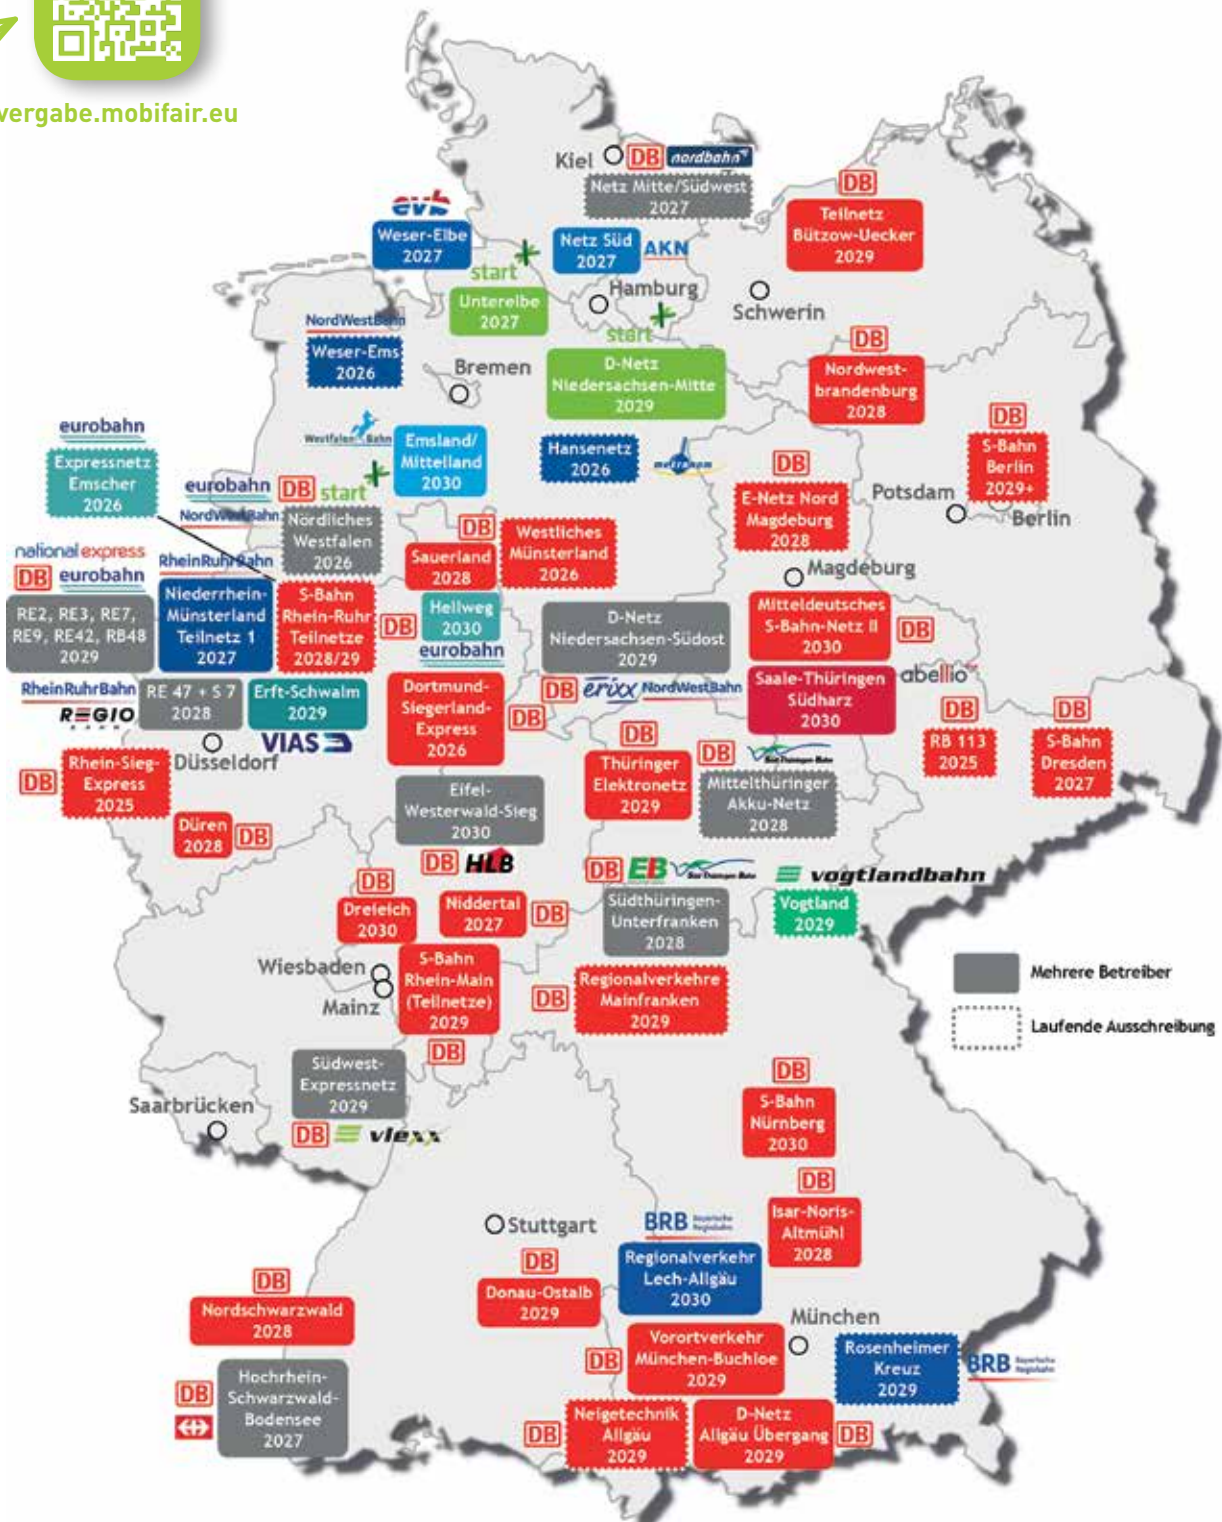 vergabe.mobifair.eu
Kiel
DB
nordbahn
Netz Mitte/Südwest
2027
DB
Teilnetz
Bützow-Uecker
2029
evb
Weser-Elbe
2027
Netz Süd
2027
AKN
start
Unterelbe
2027
Hamburg
Schwerin
start
D-Netz
Niedersachsen-Mitte
2029
NordWestBahn
Weser-Ems
2026
Bremen
DB
Nordwest-
brandenburg
2028
eurobahn
Expressnetz
Emscher
2026
WestfalenBahn
Emsland/
Mittelland
2030
Hansenetz
2026
metronom
DB
S-Bahn
Berlin
2029+
Potsdam
Berlin
DB
E-Netz Nord
Magdeburg
2028
Magdeburg
eurobahn
DB
start
NordWestBahn
Nördliches
Westfalen
2026
DB
Sauerland
2028
Westliches
Münsterland
2026
national express
DB
eurobahn
RE2, RE3, RE7,
RE9, RE42, RB48
2029
RheinRuhrBahn
Niederrhein-
Münsterland
Teilnetz 1
2027
S-Bahn
Rhein-Ruhr
Teilnetze
2028/29
DB
Hellweg
2030
eurobahn
D-Netz
Niedersachsen-Südost
2029
DB
erixx
NordWestBahn
Mitteldeutsches
S-Bahn-Netz II
2030
DB
Saale-Thüringen
Südharz
2030
abellio
RheinRuhrBahn
REGIO
RE 47 + S 7
2028
Erft-Schwalm
2029
VIAS
Düsseldorf
Dortmund-
Siegerland-
Express
2026
DB
DB
RB 113
2025
DB
S-Bahn
Dresden
2027
DB
Rhein-Sieg-
Express
2025
DB
Thüringer
Elektronetz
2029
DB
Süd Thüringen Bahn
Mittelthüringer
Akku-Netz
2028
Eifel-
Westerwald-Sieg
2030
DB
HLB
Düren
2028
DB
DB
Dreieich
2030
Niddertal
2027
DB
DB
EB
Süd Thüringen Bahn
Südthüringen-
Unterfranken
2028
vogtlandbahn
Vogtland
2029
Wiesbaden
Mainz
S-Bahn
Rhein-Main
(Teilnetze)
2029
DB
DB
Regionalverkehre
Mainfranken
2029
Mehrere Betreiber
Laufende Ausschreibung
Südwest-
Expressnetz
2029
DB
vlexx
Saarbrücken
DB
S-Bahn
Nürnberg
2030
DB
Isar-Noris-
Altmühl
2028
Stuttgart
BRB Bayerische
Regiobahn
Regionalverkehr
Lech-Allgäu
2030
DB
Donau-Ostalb
2029
DB
Nordschwarzwald
2028
München
DB
Vorortverkehr
München-Buchloe
2029
Rosenheimer
Kreuz
2029
BRB Bayerische
Regiobahn
DB
Hochrhein-
Schwarzwald-
Bodensee
2027
DB
Neigetechnik
Allgäu
2029
D-Netz
Allgäu Übergang
2029
DB